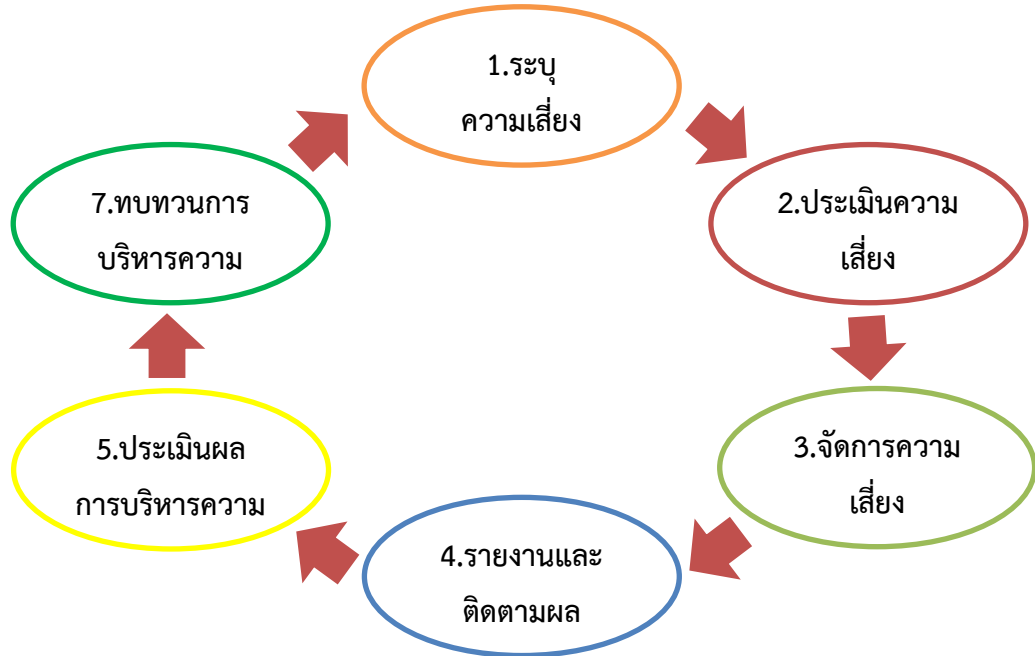 1.ระบุ
ความเสี่ยง
2.ประเมินความ
เสี่ยง
3.จัดการความ
เสี่ยง
4.รายงานและ
ติดตามผล
5.ประเมินผล
การบริหารความ
7.ทบทวนการ
บริหารความ